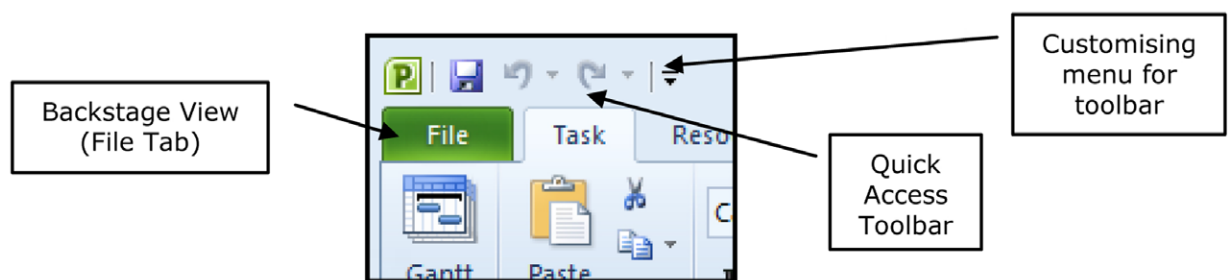 Customising
menu for
toolbar
Backstage View
(File Tab)
P
File
Task
Reso
Quick
Access
Toolbar
Gantt
Paste